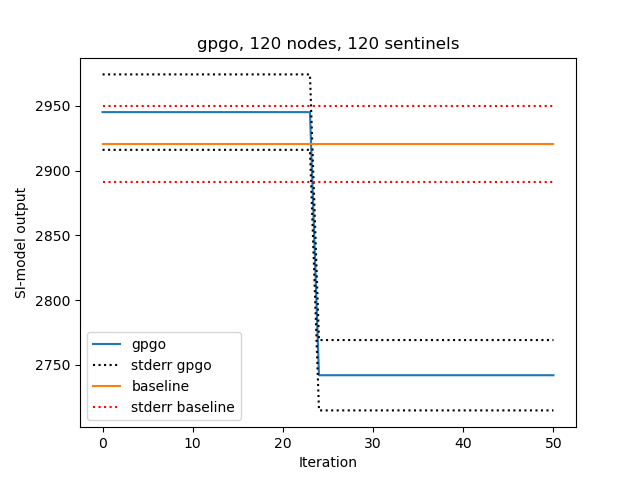 gpgo, 120 nodes, 120 sentinels
2950
2900
2850
2800
2750
SI-model output
gpgo
stderr gpgo
baseline
stderr baseline
0 10 20 30 40 50
Iteration